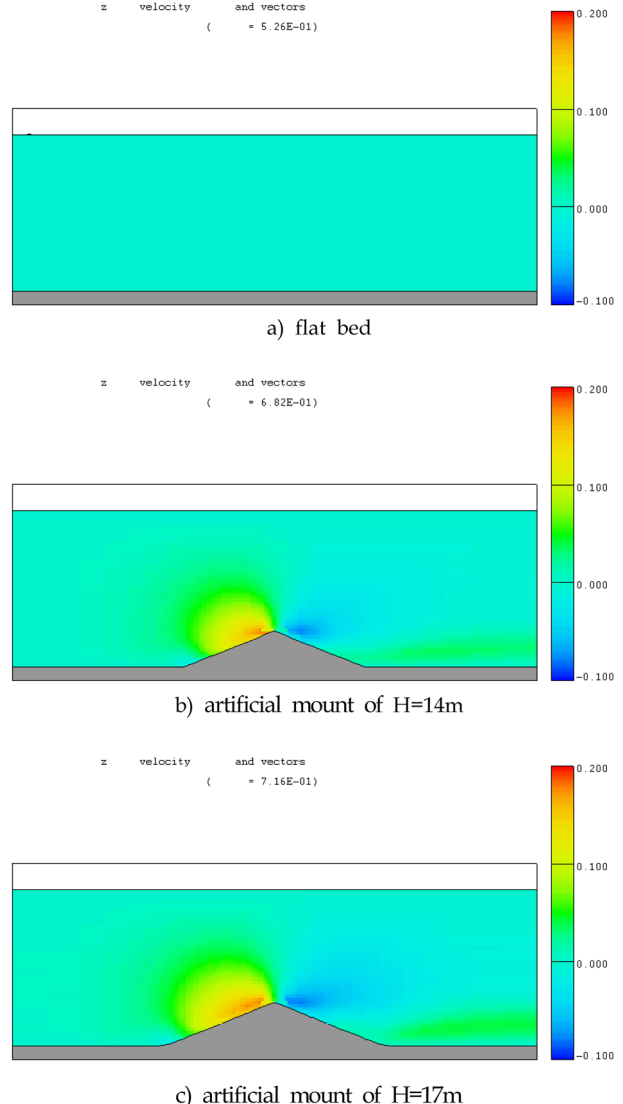 z velocity and vectors
( = 5.26E-01)
0.200
0.100
0.000
-0.100
a) flat bed
z velocity and vectors
( = 6.82E-01)
0.200
0.100
0.000
-0.100
b) artificial mount of H=14m
z velocity and vectors
( = 7.16E-01)
0.200
0.100
0.000
-0.100
c) artificial mount of H=17m